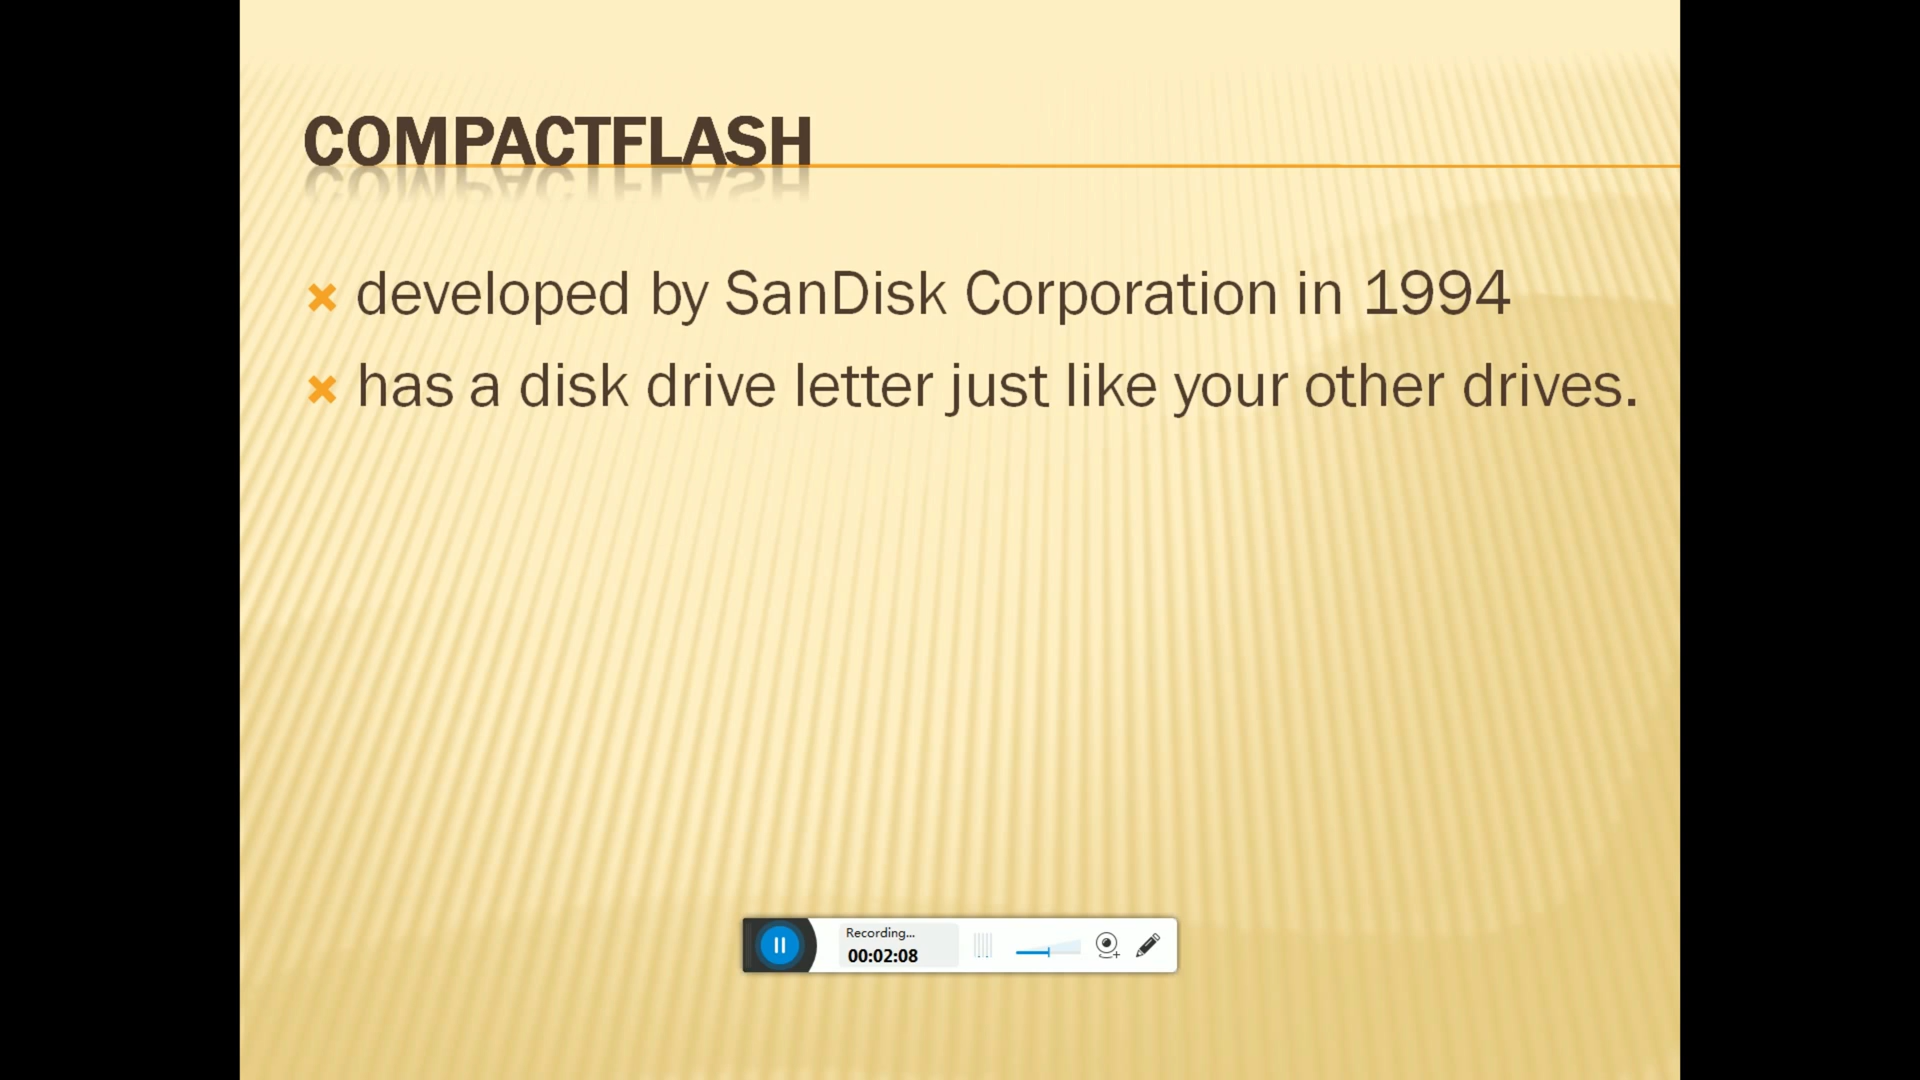 COMPACTFLASH
developed by SanDisk Corporation in 1994
has a disk drive letter just like your other drives.
Recording...
00:02:08